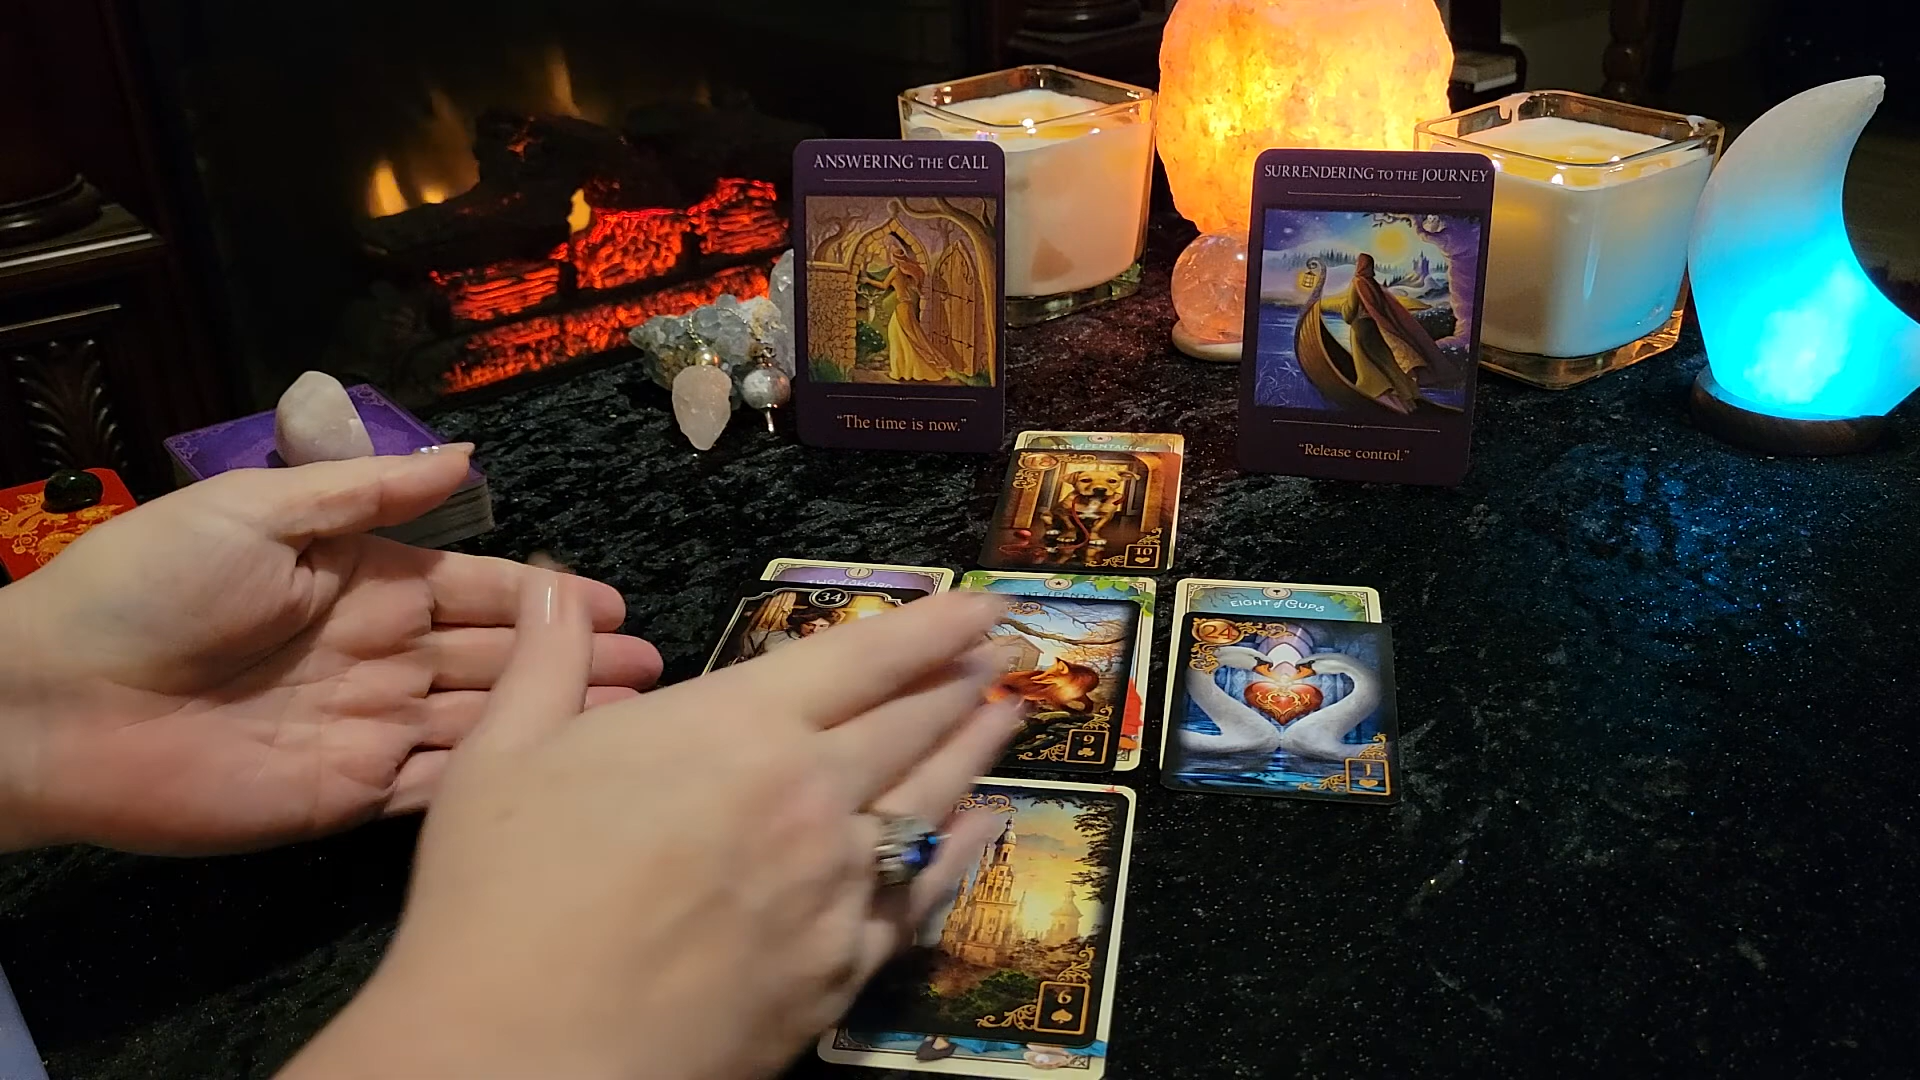 ANSWERING THE CALL
"The time is now."
SURRENDERING TO THE JOURNEY
"Release control."
10
34
EIGHT of CUPS
24
9
1
6